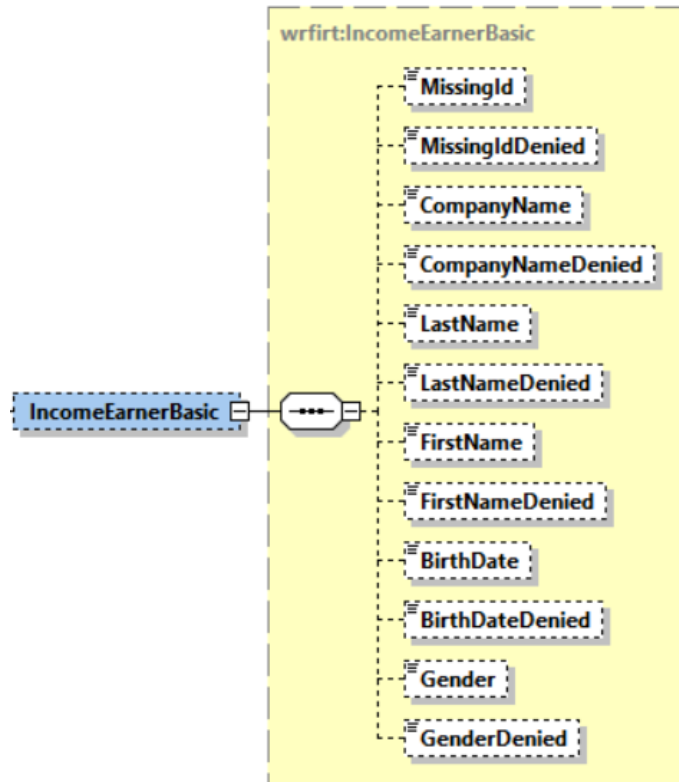 wrfirt:IncomeEarnerBasic
MissingId
MissingIdDenied
CompanyName
CompanyNameDenied
LastName
LastNameDenied
IncomeEarnerBasic
FirstName
FirstNameDenied
BirthDate
BirthDateDenied
Gender
GenderDenied